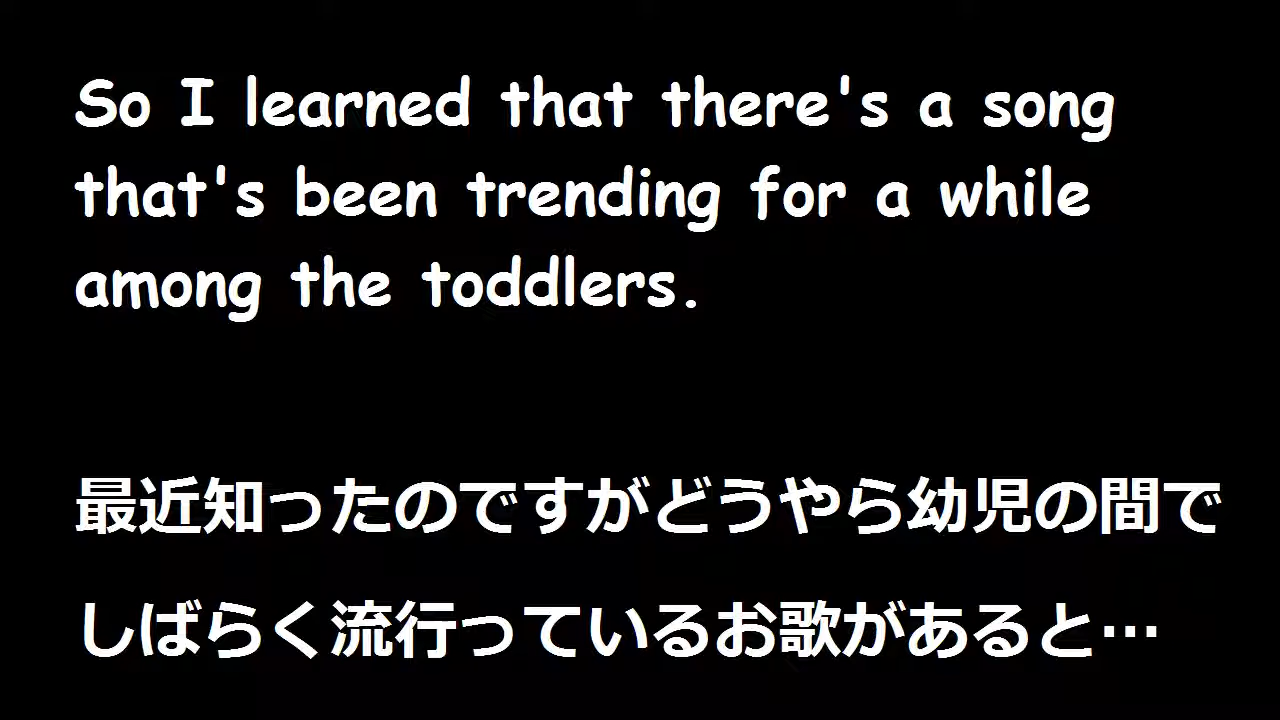 So I learned that there's a song
that's been trending for a while
among the toddlers.
最近知ったのですがどうやら幼児の間で
しばらく流行っているお歌があると…